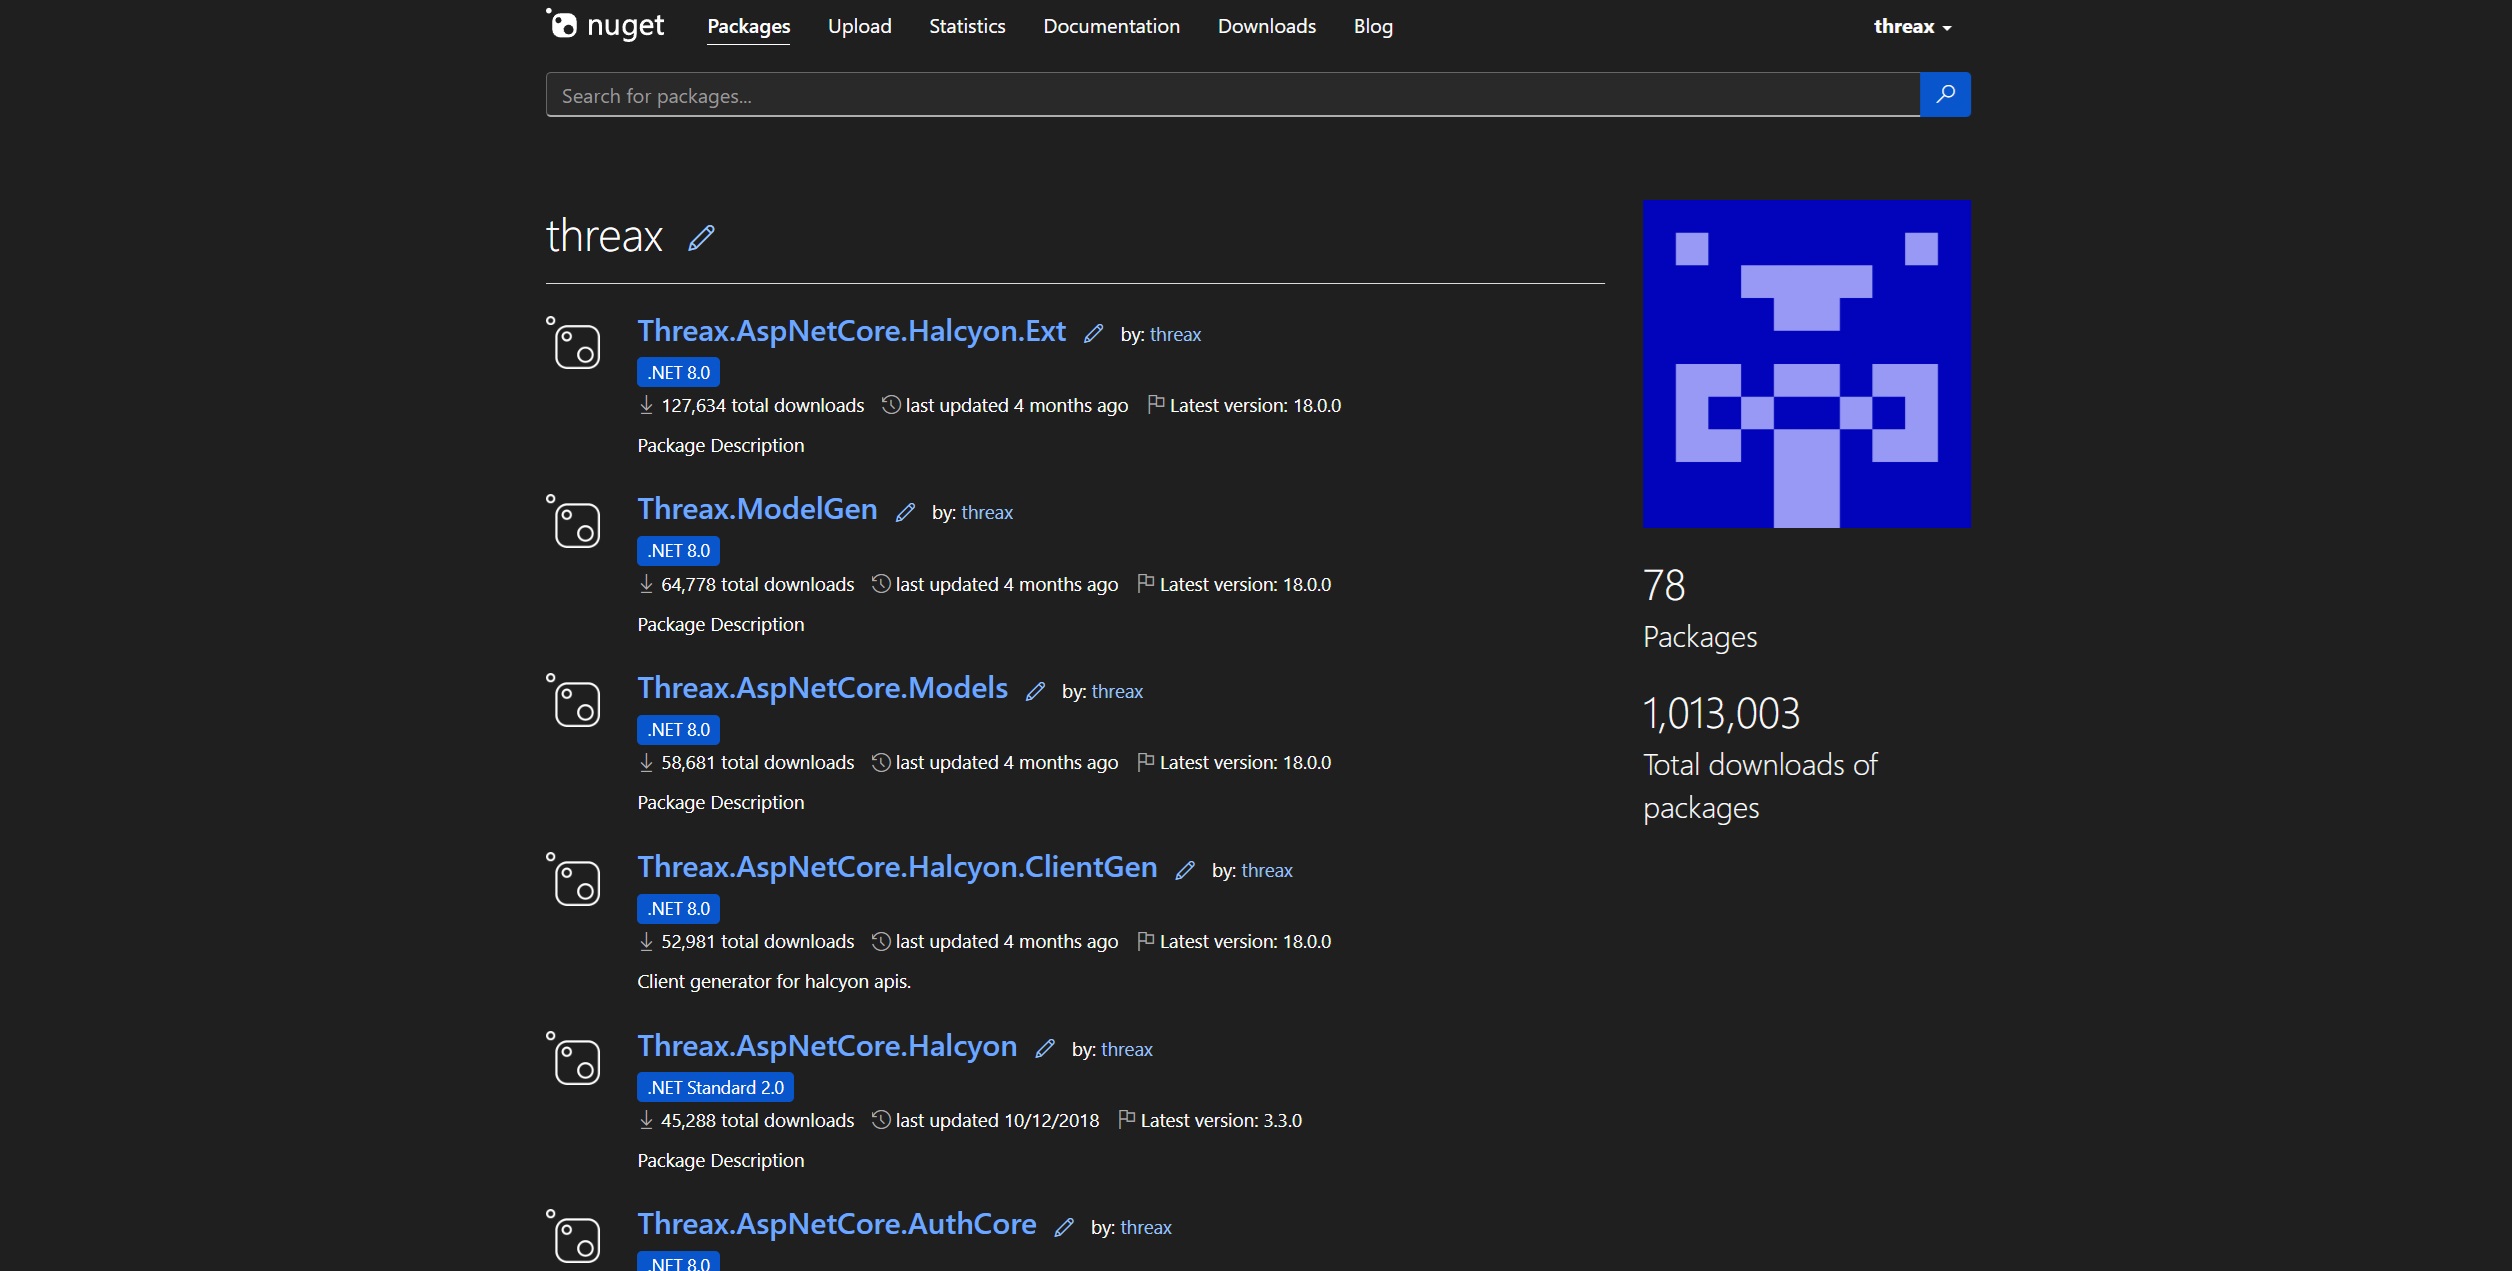 nuget Packages Upload Statistics Documentation Downloads Blog threax
Search for packages...
threax
Threax.AspNetCore.Halcyon.Ext by: threax
.NET 8.0
127,634 total downloads last updated 4 months ago Latest version: 18.0.0
Package Description
Threax.ModelGen by: threax
.NET 8.0
64,778 total downloads last updated 4 months ago Latest version: 18.0.0
Package Description
Threax.AspNetCore.Models by: threax
.NET 8.0
58,681 total downloads last updated 4 months ago Latest version: 18.0.0
Package Description
Threax.AspNetCore.Halcyon.ClientGen by: threax
.NET 8.0
52,981 total downloads last updated 4 months ago Latest version: 18.0.0
Client generator for halcyon apis.
Threax.AspNetCore.Halcyon by: threax
.NET Standard 2.0
45,288 total downloads last updated 10/12/2018 Latest version: 3.3.0
Package Description
Threax.AspNetCore.AuthCore by: threax
.NET 8.0
78
Packages
1,013,003
Total downloads of
packages